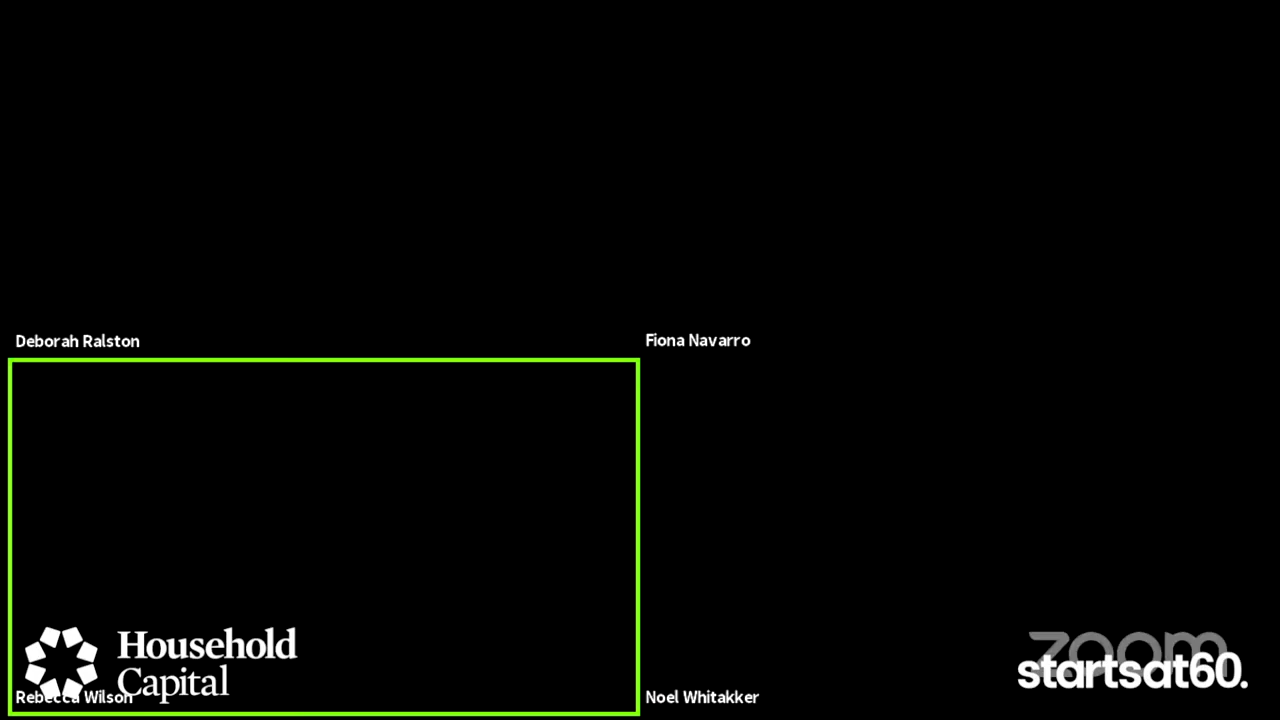 Deborah Ralston
Fiona Navarro
Household
Capital
Rebecca Wilson
zoom
startsat60.
Noel Whitakker